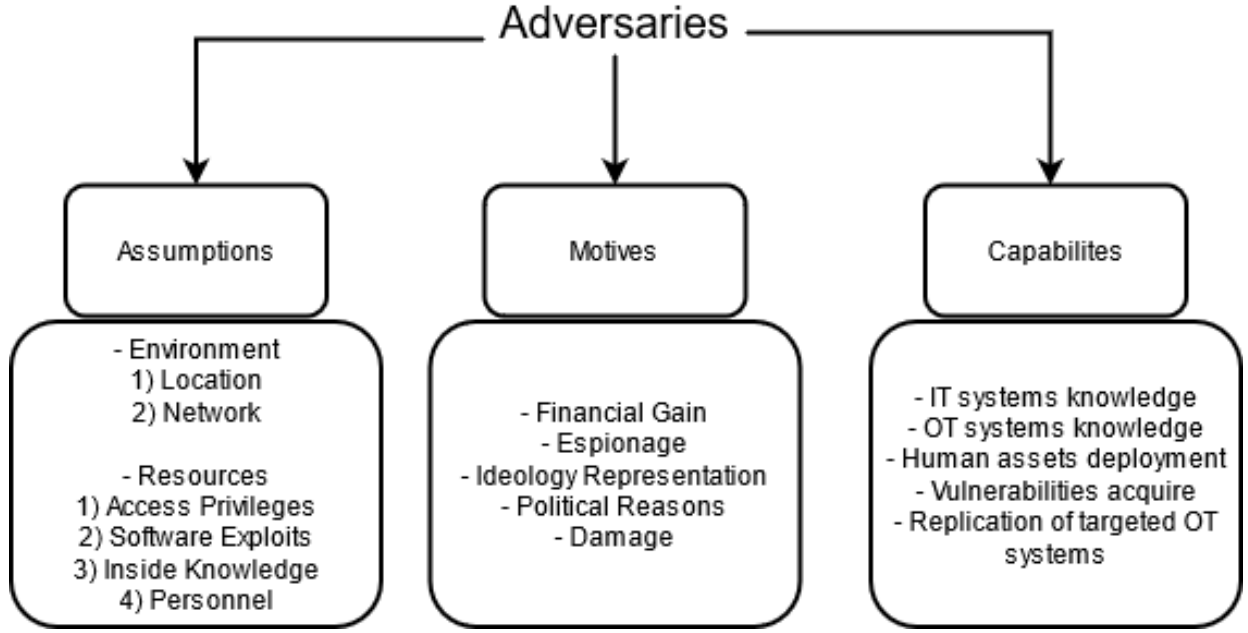 Adversaries
Assumptions
- Environment
1) Location
2) Network
- Resources
1) Access Privileges
2) Software Exploits
3) Inside Knowledge
4) Personnel
Motives
- Financial Gain
- Espionage
- Ideology Representation
- Political Reasons
- Damage
Capabilites
- IT systems knowledge
- OT systems knowledge
- Human assets deployment
- Vulnerabilities acquire
- Replication of targeted OT
systems